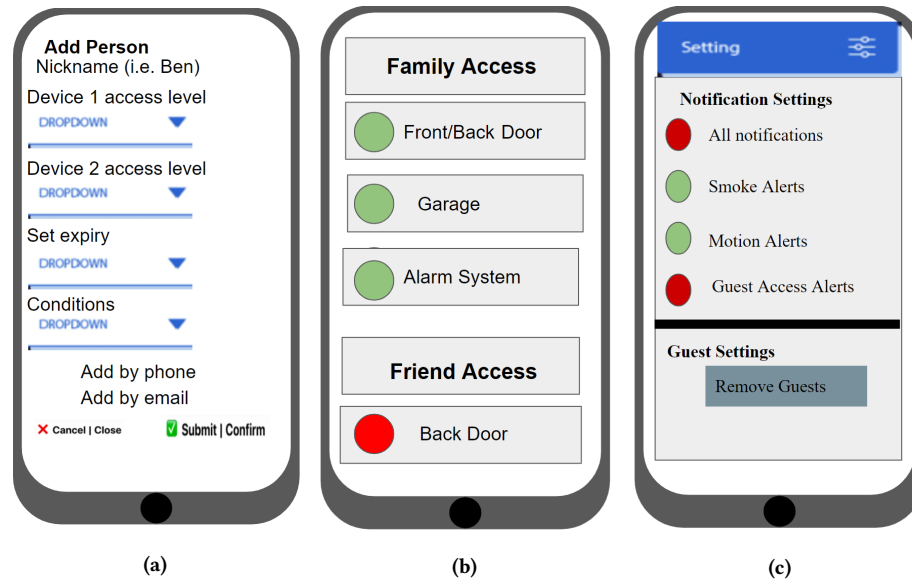 Add Person
Nickname (i.e. Ben)
Device 1 access level
DROPDOWN
Device 2 access level
DROPDOWN
Set expiry
DROPDOWN
Conditions
DROPDOWN
Add by phone
Add by email
Cancel | Close
Submit | Confirm
(a)
Family Access
Front/Back Door
Garage
Alarm System
Friend Access
Back Door
(b)
Setting
Notification Settings
All notifications
Smoke Alerts
Motion Alerts
Guest Access Alerts
Guest Settings
Remove Guests
(c)